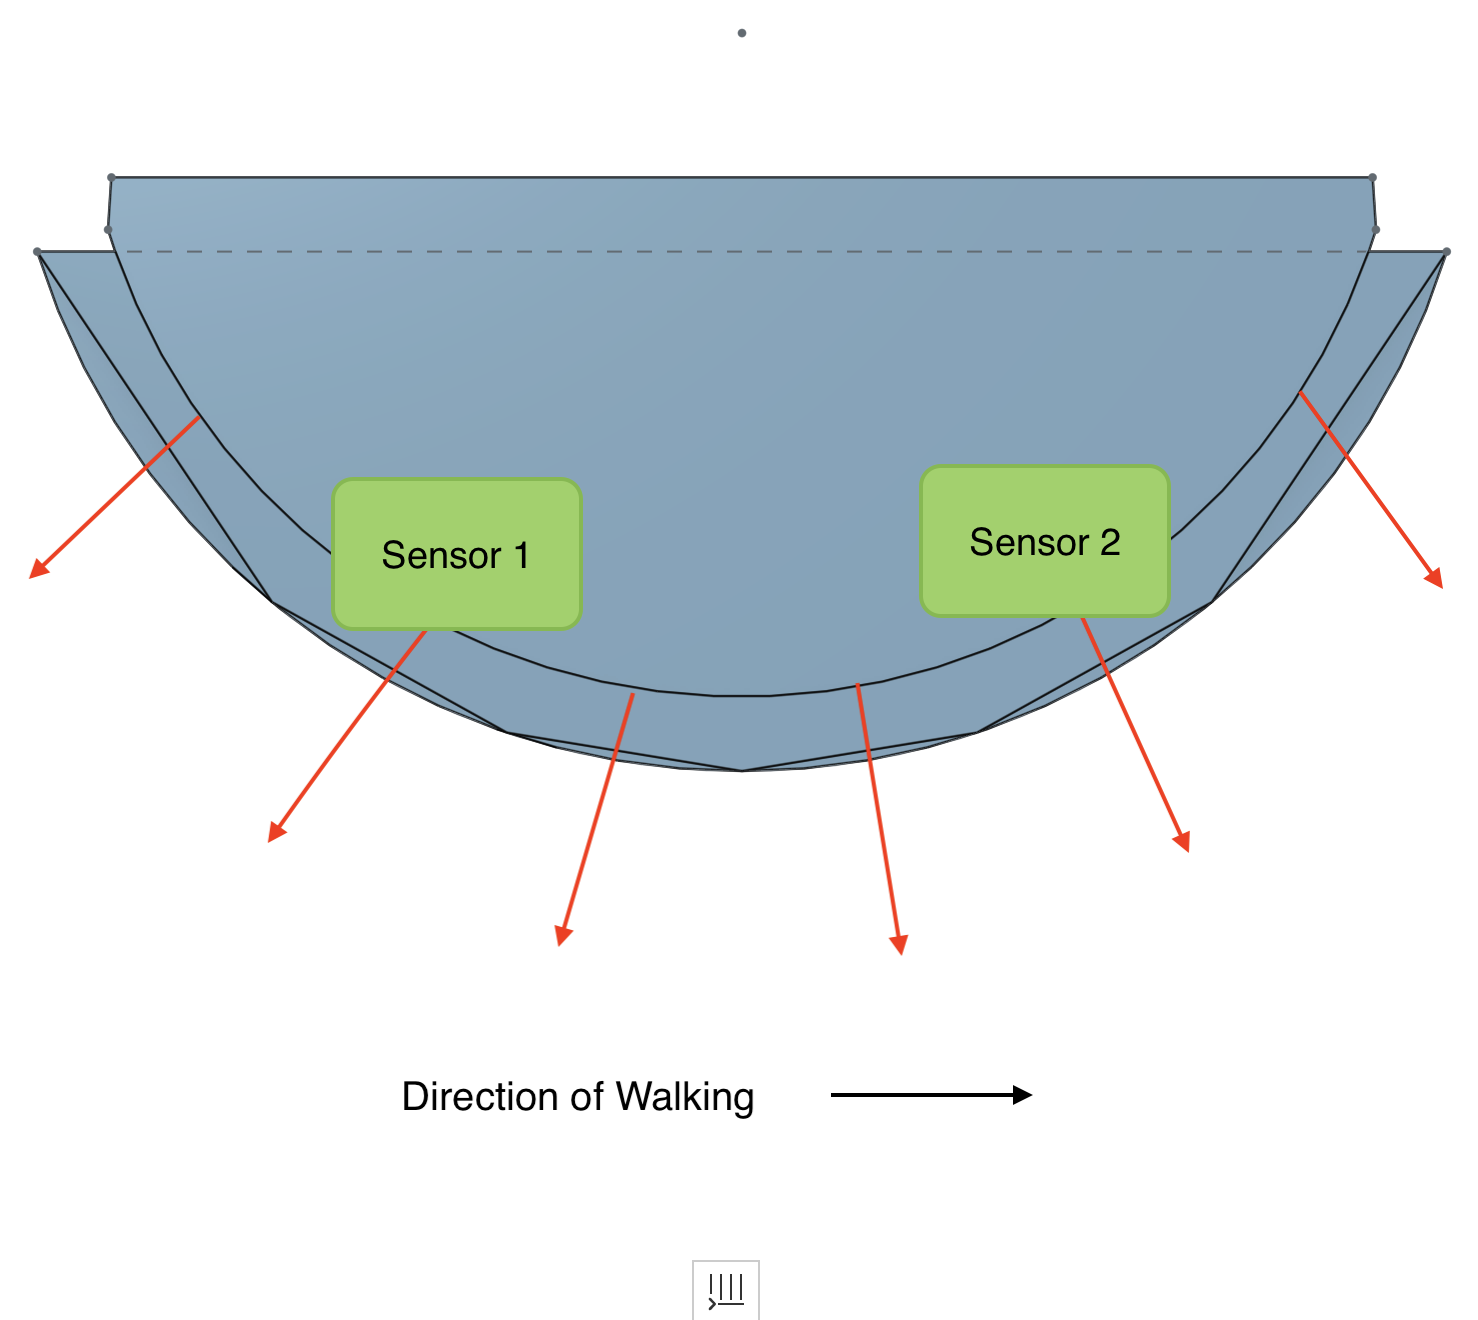 Sensor 1
Sensor 2
Direction of Walking